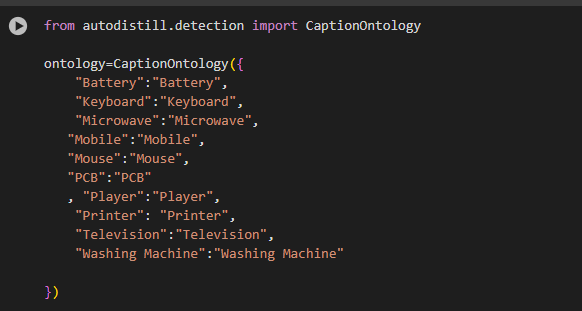 from autodistill.detection import CaptionOntology
ontology=CaptionOntology({
"Battery":"Battery",
"Keyboard":"Keyboard",
"Microwave":"Microwave",
"Mobile":"Mobile",
"Mouse":"Mouse",
"PCB":"PCB"
, "Player":"Player",
"Printer": "Printer",
"Television":"Television",
"Washing Machine":"Washing Machine"
})